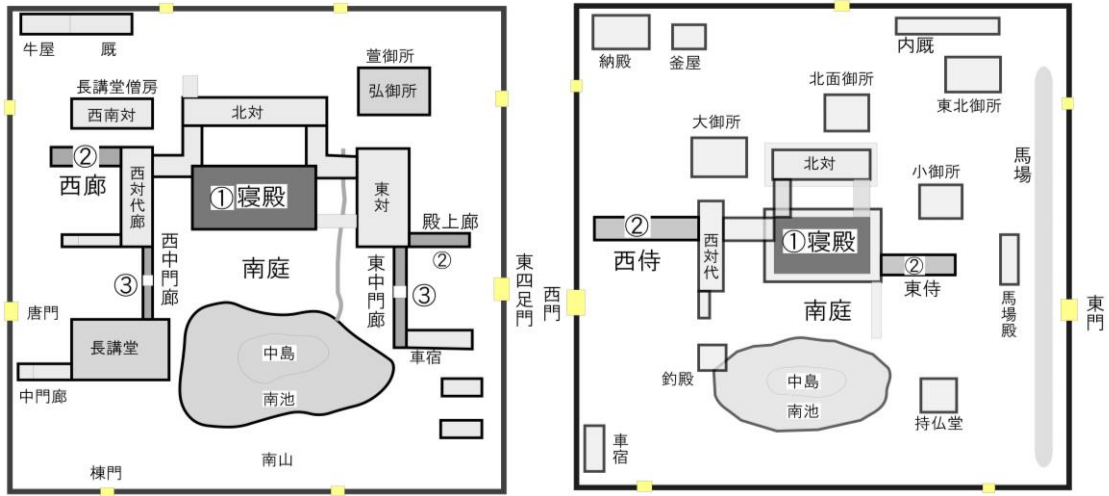 牛屋
厩
長講堂僧房
西南対
②
西廊
西対代廊
北対
①寝殿
萱御所
弘御所
東対
殿上廊
②
西中門廊
③
南庭
東中門廊
③
東四足門
唐門
長講堂
中門廊
中島
南池
車宿
南山
棟門
納殿
釜屋
内厩
北面御所
東北御所
大御所
北対
馬場
小御所
②
西侍
西対代
①寝殿
②
東侍
南庭
西門
馬場殿
東門
釣殿
中島
南池
持仏堂
車宿